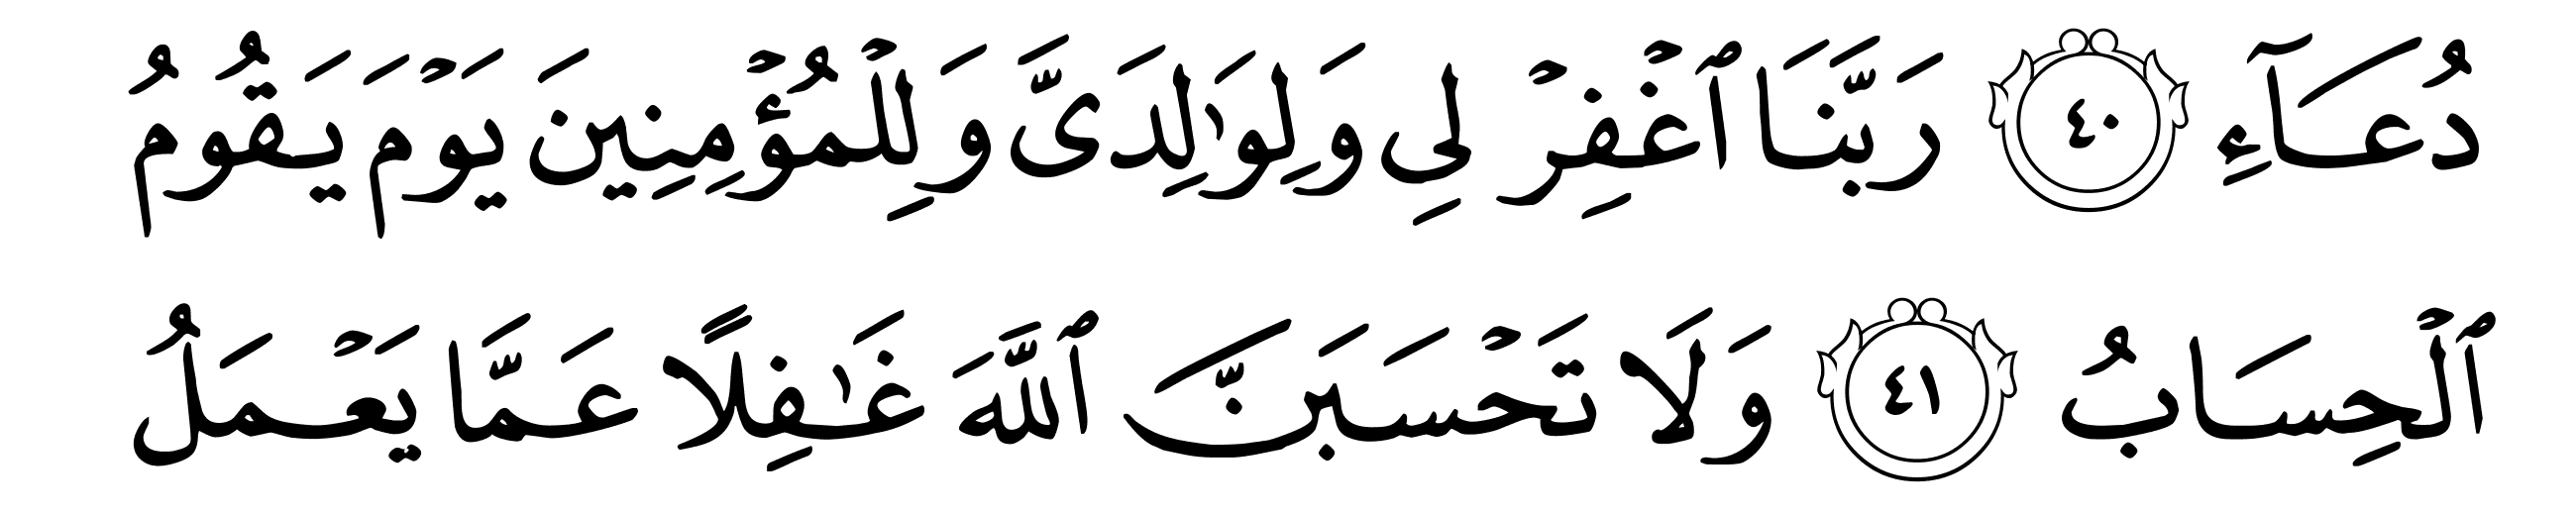 دُعَآءِ ٤٠ رَبَّنَا ٱغْفِرْ لِى وَلِوَٰلِدَىَّ وَلِلْمُؤْمِنِينَ يَوْمَ يَقُومُ
ٱلْحِسَابُ ٤١ وَلَا تَحْسَبَنَّ ٱللَّهَ غَٰفِلًا عَمَّا يَعْمَلُ